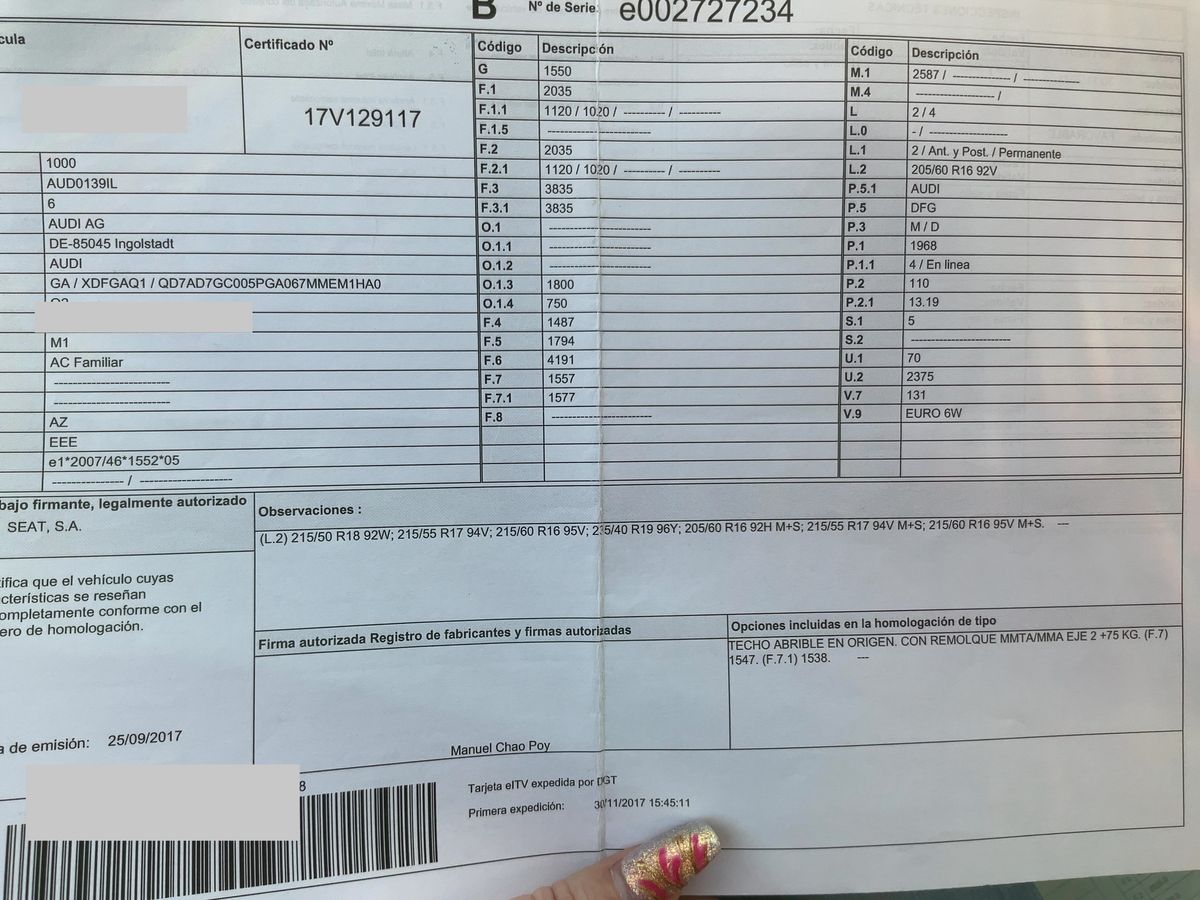 B Nº de Serie: e002727234
cula
Certificado Nº
17V129117
1000
AUD0139IL
6
AUDI AG
DE-85045 Ingolstadt
AUDI
GA / XDFGAQ1 / QD7AD7GC005PGA067MMEM1HA0
M1
AC Familiar
-------------------------
-------------------------
AZ
EEE
e1*2007/46*1552*05
---------------- / --------------------
Código Descripción
G 1550
F.1 2035
F.1.1 1120 / 1020 / ---------- / ----------
F.1.5 -------------------------
F.2 2035
F.2.1 1120 / 1020 / ---------- / ----------
F.3 3835
F.3.1 3835
O.1 -------------------------
O.1.1 -------------------------
O.1.2 -------------------------
O.1.3 1800
O.1.4 750
F.4 1487
F.5 1794
F.6 4191
F.7 1557
F.7.1 1577
F.8 -------------------------
Código Descripción
M.1 2587 / -------------- / --------------
M.4 ------------------- /
L 2 / 4
L.0 - / -------------------
L.1 2 / Ant. y Post. / Permanente
L.2 205/60 R16 92V
P.5.1 AUDI
P.5 DFG
P.3 M / D
P.1 1968
P.1.1 4 / En linea
P.2 110
P.2.1 13.19
S.1 5
S.2 -------------------------
U.1 70
U.2 2375
V.7 131
V.9 EURO 6W
bajo firmante, legalmente autorizado
SEAT, S.A.
tifica que el vehículo cuyas
cterísticas se reseñan
ompletamente conforme con el
ero de homologación.
a de emisión: 25/09/2017
Observaciones :
(L.2) 215/50 R18 92W; 215/55 R17 94V; 215/60 R16 95V; 235/40 R19 96Y; 205/60 R16 92H M+S; 215/55 R17 94V M+S; 215/60 R16 95V M+S. ---
Firma autorizada Registro de fabricantes y firmas autorizadas
Manuel Chao Poy
Opciones incluidas en la homologación de tipo
TECHO ABRIBLE EN ORIGEN. CON REMOLQUE MMTA/MMA EJE 2 +75 KG. (F.7)
1547. (F.7.1) 1538. ---
8
Tarjeta eITV expedida por DGT
Primera expedición: 30/11/2017 15:45:11